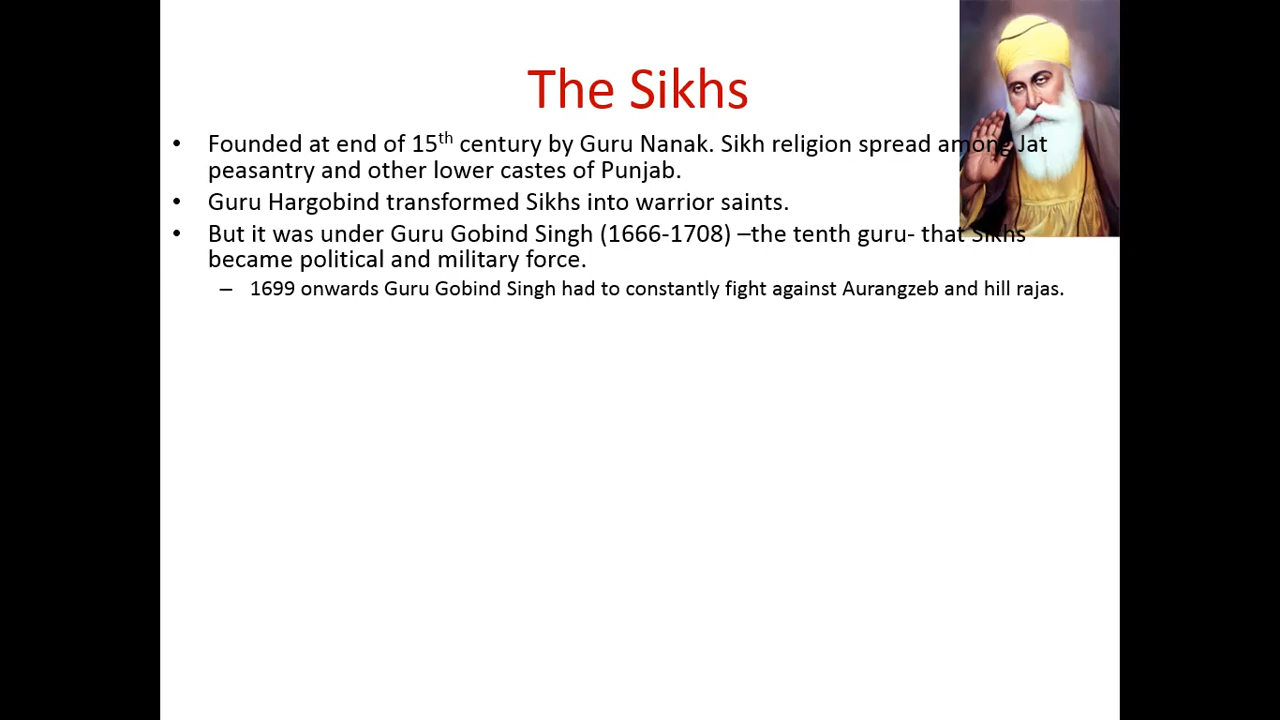 The Sikhs
• Founded at end of 15th century by Guru Nanak. Sikh religion spread among Jat
peasantry and other lower castes of Punjab.
• Guru Hargobind transformed Sikhs into warrior saints.
• But it was under Guru Gobind Singh (1666-1708) –the tenth guru- that Sikhs
became political and military force.
– 1699 onwards Guru Gobind Singh had to constantly fight against Aurangzeb and hill rajas.